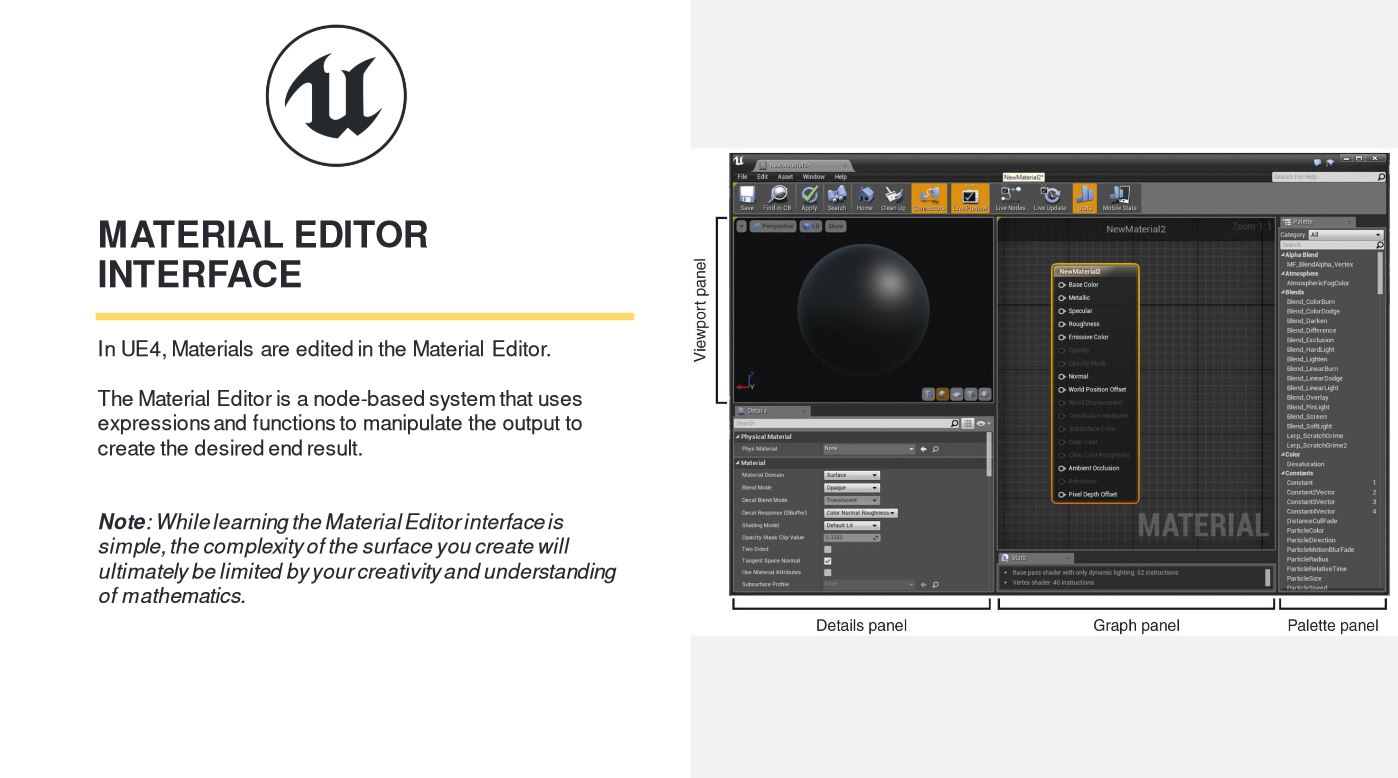 MATERIAL EDITOR
INTERFACE
In UE4, Materials are edited in the Material Editor.
The Material Editor is a node-based system that uses
expressions and functions to manipulate the output to
create the desired end result.
Note: While learning the Material Editor interface is
simple, the complexity of the surface you create will
ultimately be limited by your creativity and understanding
of mathematics.
Viewport panel
NewMaterial2*
File Edit Asset Window Help
NewMaterial2*
Search For Help
Save Find in CB Apply Search Home Clean Up Connectors Live Preview Live Nodes Live Update Stats Mobile Stats
Perspective Lit Show
Z
Y
Details
Search
Physical Material
Phys Material None
Material
Material Domain Surface
Blend Mode Opaque
Decal Blend Mode Translucent
Decal Response (DBuffer) Color Normal Roughness
Shading Model Default Lit
Opacity Mask Clip Value 0.3333
Two Sided
Tangent Space Normal
Use Material Attributes
Subsurface Profile None
NewMaterial2
Zoom 1:1
NewMaterial2
Base Color
Metallic
Specular
Roughness
Emissive Color
Opacity
Opacity Mask
Normal
World Position Offset
World Displacement
Tessellation Multiplier
Subsurface Color
Clear Coat
Clear Coat Roughness
Ambient Occlusion
Refraction
Pixel Depth Offset
MATERIAL
Stats
Base pass shader with only dynamic lighting: 62 instructions
Vertex shader: 40 instructions
Palette
Category: All
Search
Alpha Blend
MF_BlendAlpha_Vertex
Atmosphere
AtmosphericFogColor
Blends
Blend_ColorBurn
Blend_ColorDodge
Blend_Darken
Blend_Difference
Blend_Exclusion
Blend_HardLight
Blend_Lighten
Blend_LinearBurn
Blend_LinearDodge
Blend_LinearLight
Blend_Overlay
Blend_PinLight
Blend_Screen
Blend_SoftLight
Lerp_ScratchGrime
Lerp_ScratchGrime2
Color
Desaturation
Constants
Constant 1
Constant2Vector 2
Constant3Vector 3
Constant4Vector 4
DistanceCullFade
ParticleColor
ParticleDirection
ParticleMotionBlurFade
ParticleRadius
ParticleRelativeTime
ParticleSize
ParticleSpeed
Details panel
Graph panel
Palette panel